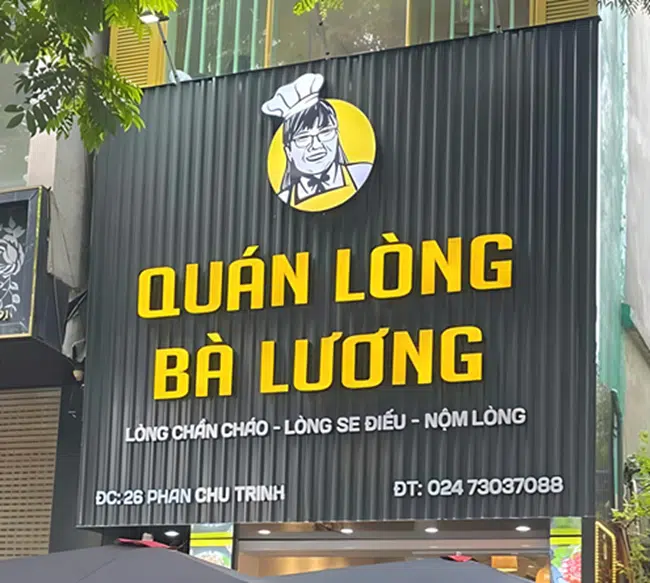 QUÁN LÒNG
BÀ LƯƠNG
LÒNG CHẦN CHÁO - LÒNG SE ĐIẾU - NỘM LÒNG
ĐC: 26 PHAN CHU TRINH ĐT: 024 73037088